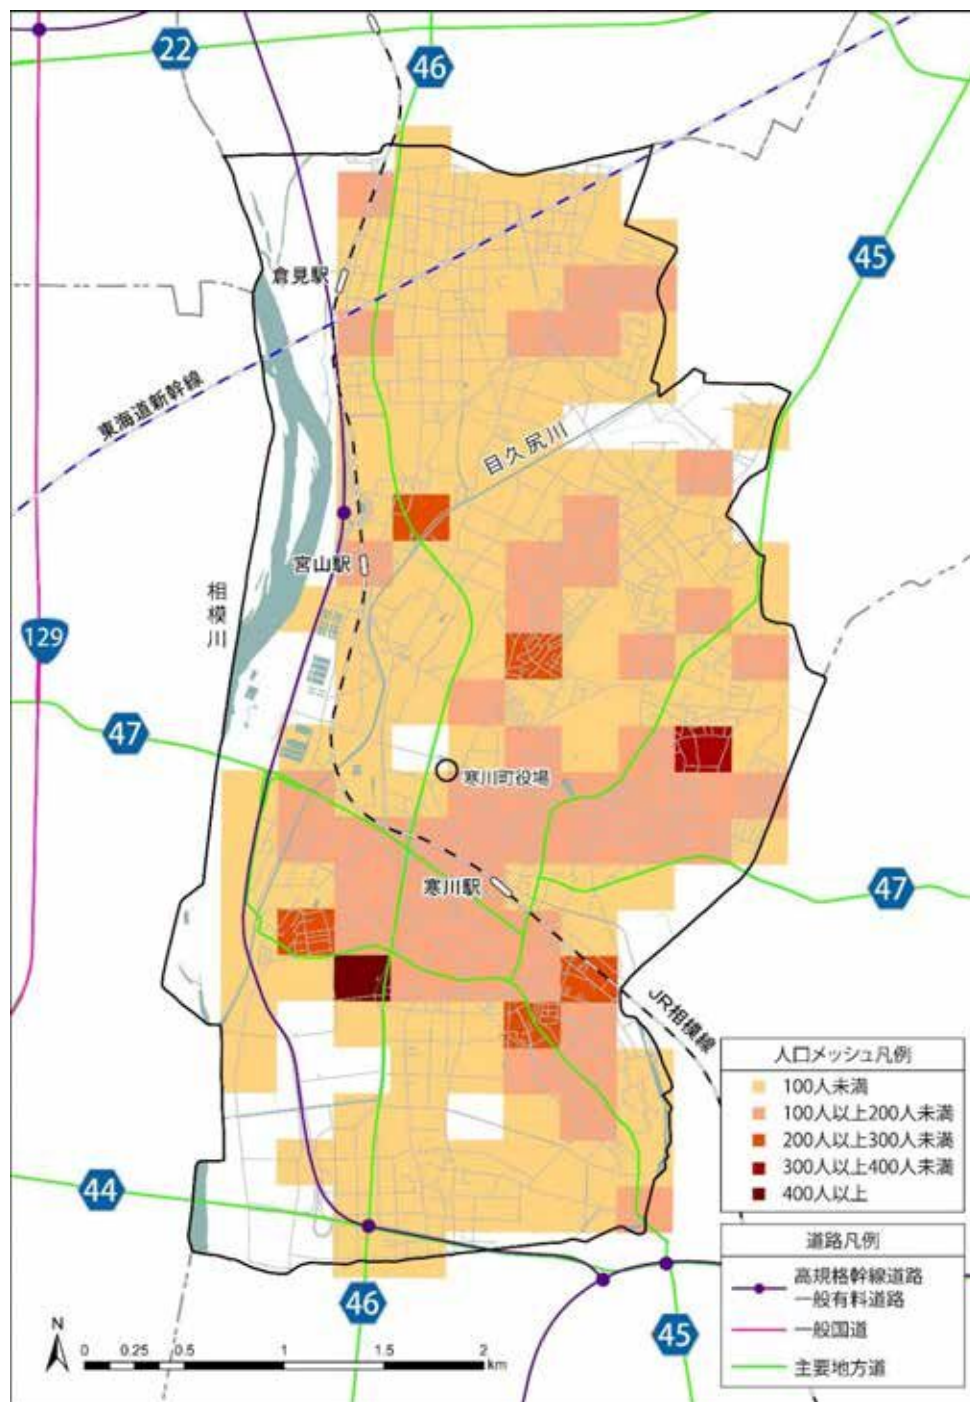 22
46
45
倉見駅
東海道新幹線
目久尻川
宮山駅
相模川
129
47
寒川町役場
寒川駅
47
JR相模線
人口メッシュ凡例
100人未満
100人以上200人未満
200人以上300人未満
300人以上400人未満
400人以上
44
道路凡例
高規格幹線道路
一般有料道路
一般国道
主要地方道
46
45
N
0 0.25 0.5 1 1.5 2
km